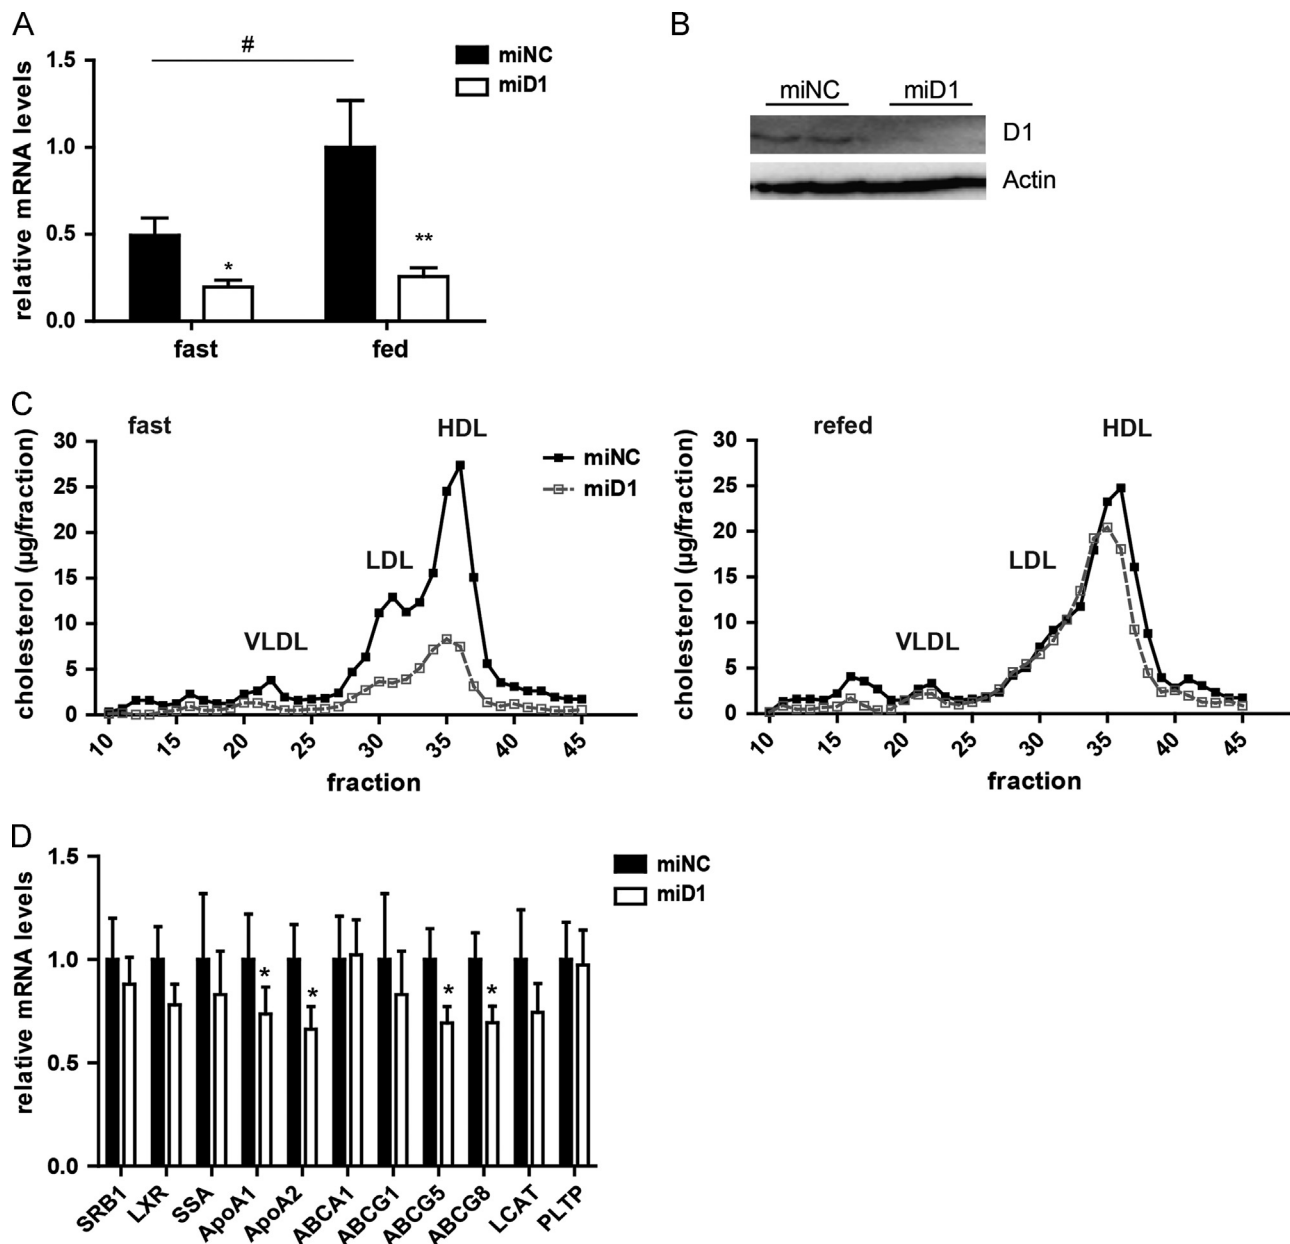 A
#
miNC
miD1
relative mRNA levels
1.5
1.0
0.5
0.0
*
**
fast
fed
B
miNC miD1
D1
Actin
C
fast
HDL
miNC
miD1
LDL
VLDL
cholesterol (µg/fraction)
30
25
20
15
10
5
0
10 15 20 25 30 35 40 45
fraction
refed
HDL
LDL
VLDL
cholesterol (µg/fraction)
30
25
20
15
10
5
0
10 15 20 25 30 35 40 45
fraction
D
miNC
miD1
relative mRNA levels
1.5
1.0
0.5
0.0
* * * *
SRB1 LXR SSA ApoA1 ApoA2 ABCA1 ABCG1 ABCG5 ABCG8 LCAT PLTP